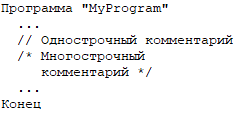 Программа "MyProgram"
...
// Однострочный комментарий
/* Многострочный
комментарий */
...
Конец